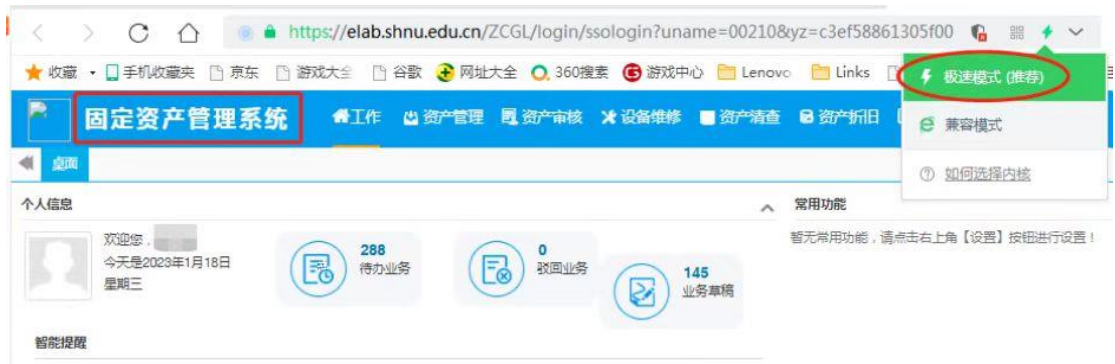 https://elab.shnu.edu.cn/ZCGL/login/ssologin?uname=00210&yz=c3ef58861305f00
收藏 手机收藏夹 京东 游戏大全 谷歌 网址大全 360搜索 游戏中心 Lenovo Links
极速模式 (推荐)
固定资产管理系统 工作 资产管理 资产审核 设备维修 资产清查 资产折旧
兼容模式
桌面
如何选择内核
个人信息
常用功能
欢迎您,
今天是2023年1月18日
星期三
288
待办业务
0
驳回业务
145
业务草稿
暂无常用功能，请点击右上角【设置】按钮进行设置！
智能提醒